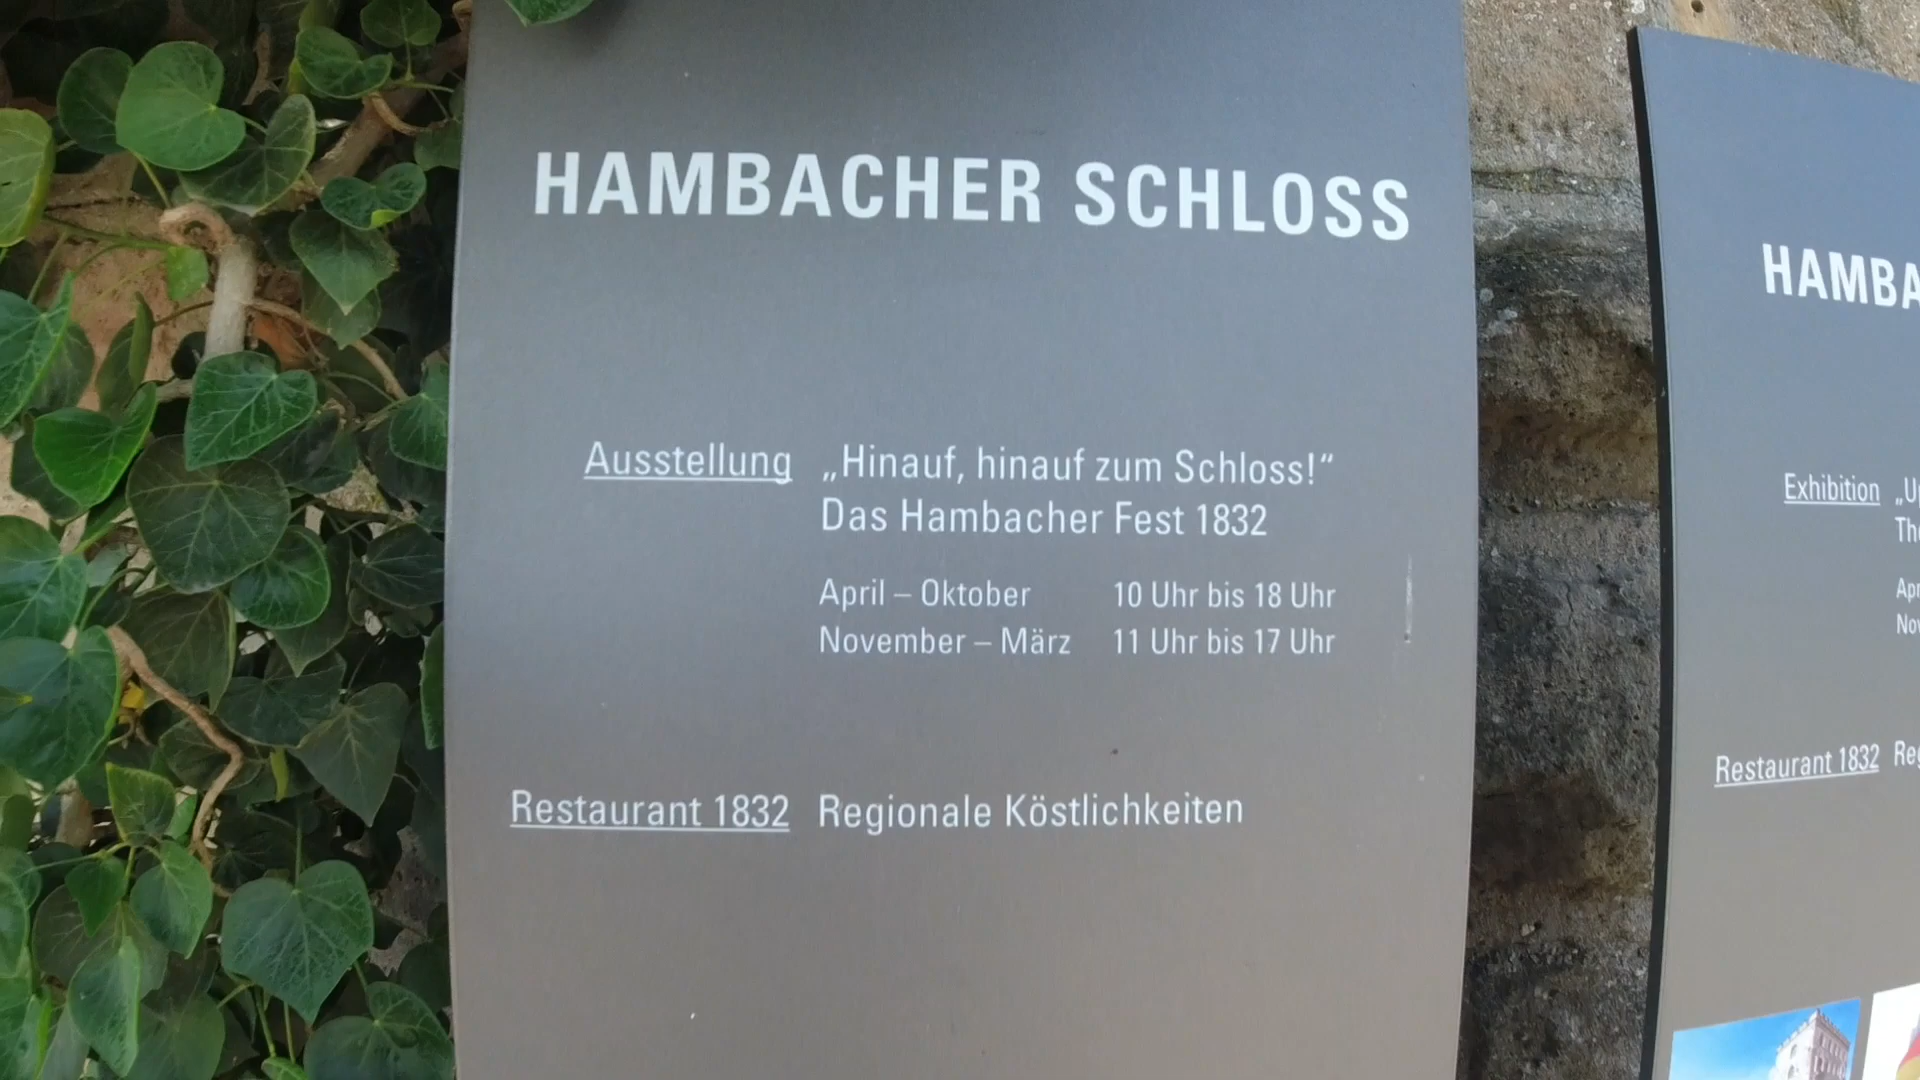 HAMBACHER SCHLOSS
Ausstellung „Hinauf, hinauf zum Schloss!“
Das Hambacher Fest 1832
April – Oktober 10 Uhr bis 18 Uhr
November – März 11 Uhr bis 17 Uhr
Restaurant 1832 Regionale Köstlichkeiten
Exhibition
Restaurant 1832